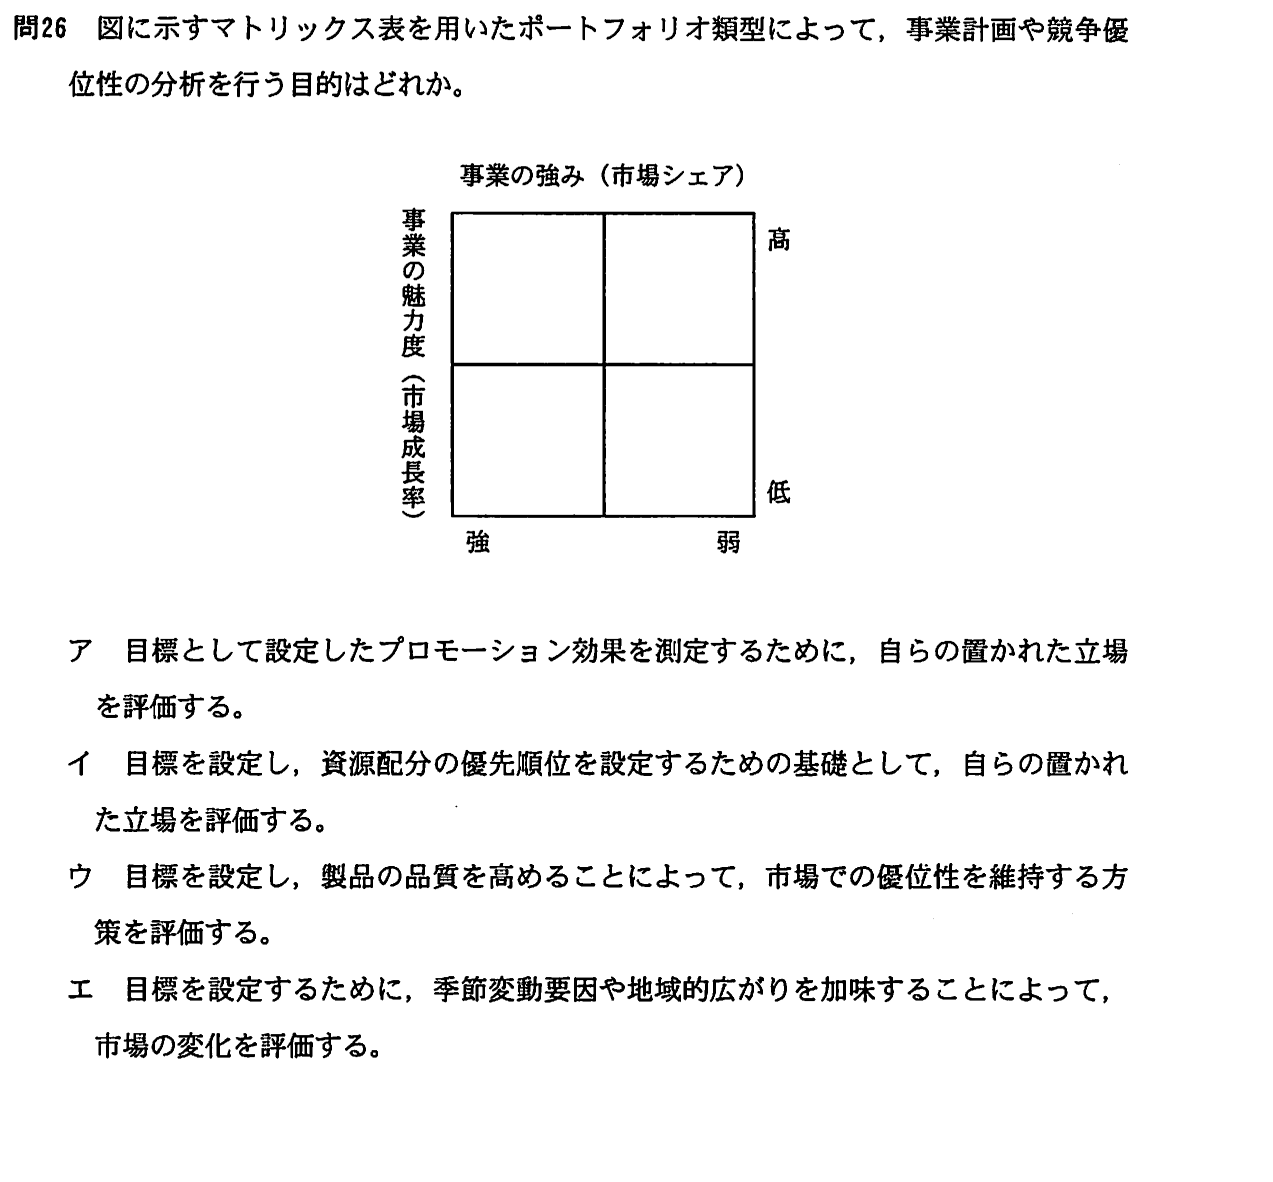 問26 図に示すマトリックス表を用いたポートフォリオ類型によって，事業計画や競争優
位性の分析を行う目的はどれか。
事業の強み（市場シェア）
事業の魅力度（市場成長率）
高
低
強 弱
ア 目標として設定したプロモーション効果を測定するために，自らの置かれた立場
を評価する。
イ 目標を設定し，資源配分の優先順位を設定するための基礎として，自らの置かれ
た立場を評価する。
ウ 目標を設定し，製品の品質を高めることによって，市場での優位性を維持する方
策を評価する。
エ 目標を設定するために，季節変動要因や地域的広がりを加味することによって，
市場の変化を評価する。